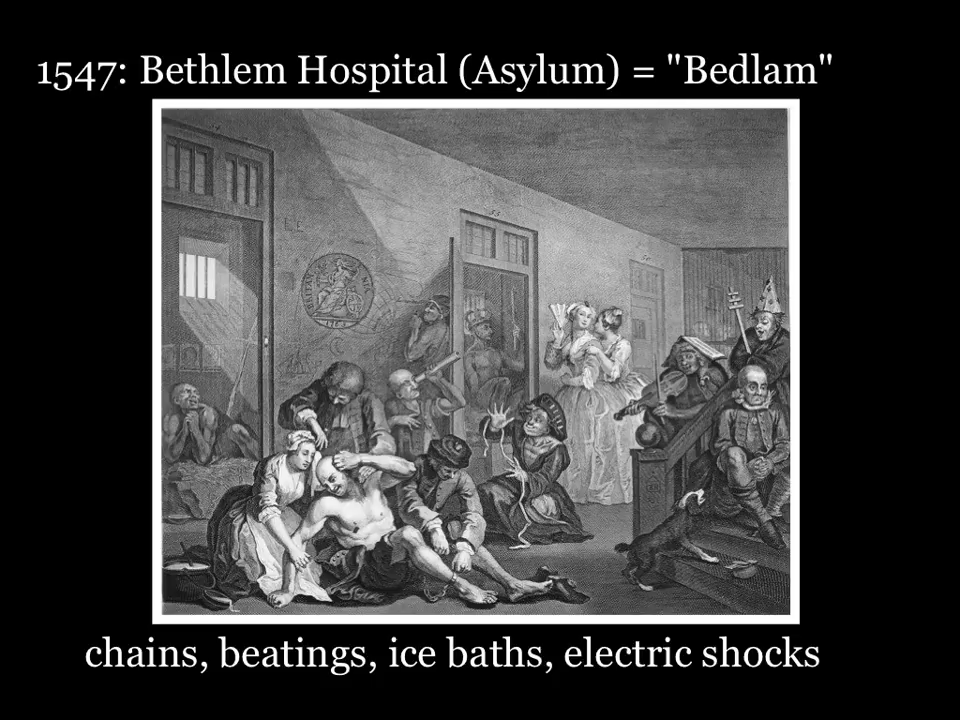 1547: Bethlem Hospital (Asylum) = "Bedlam"
chains, beatings, ice baths, electric shocks